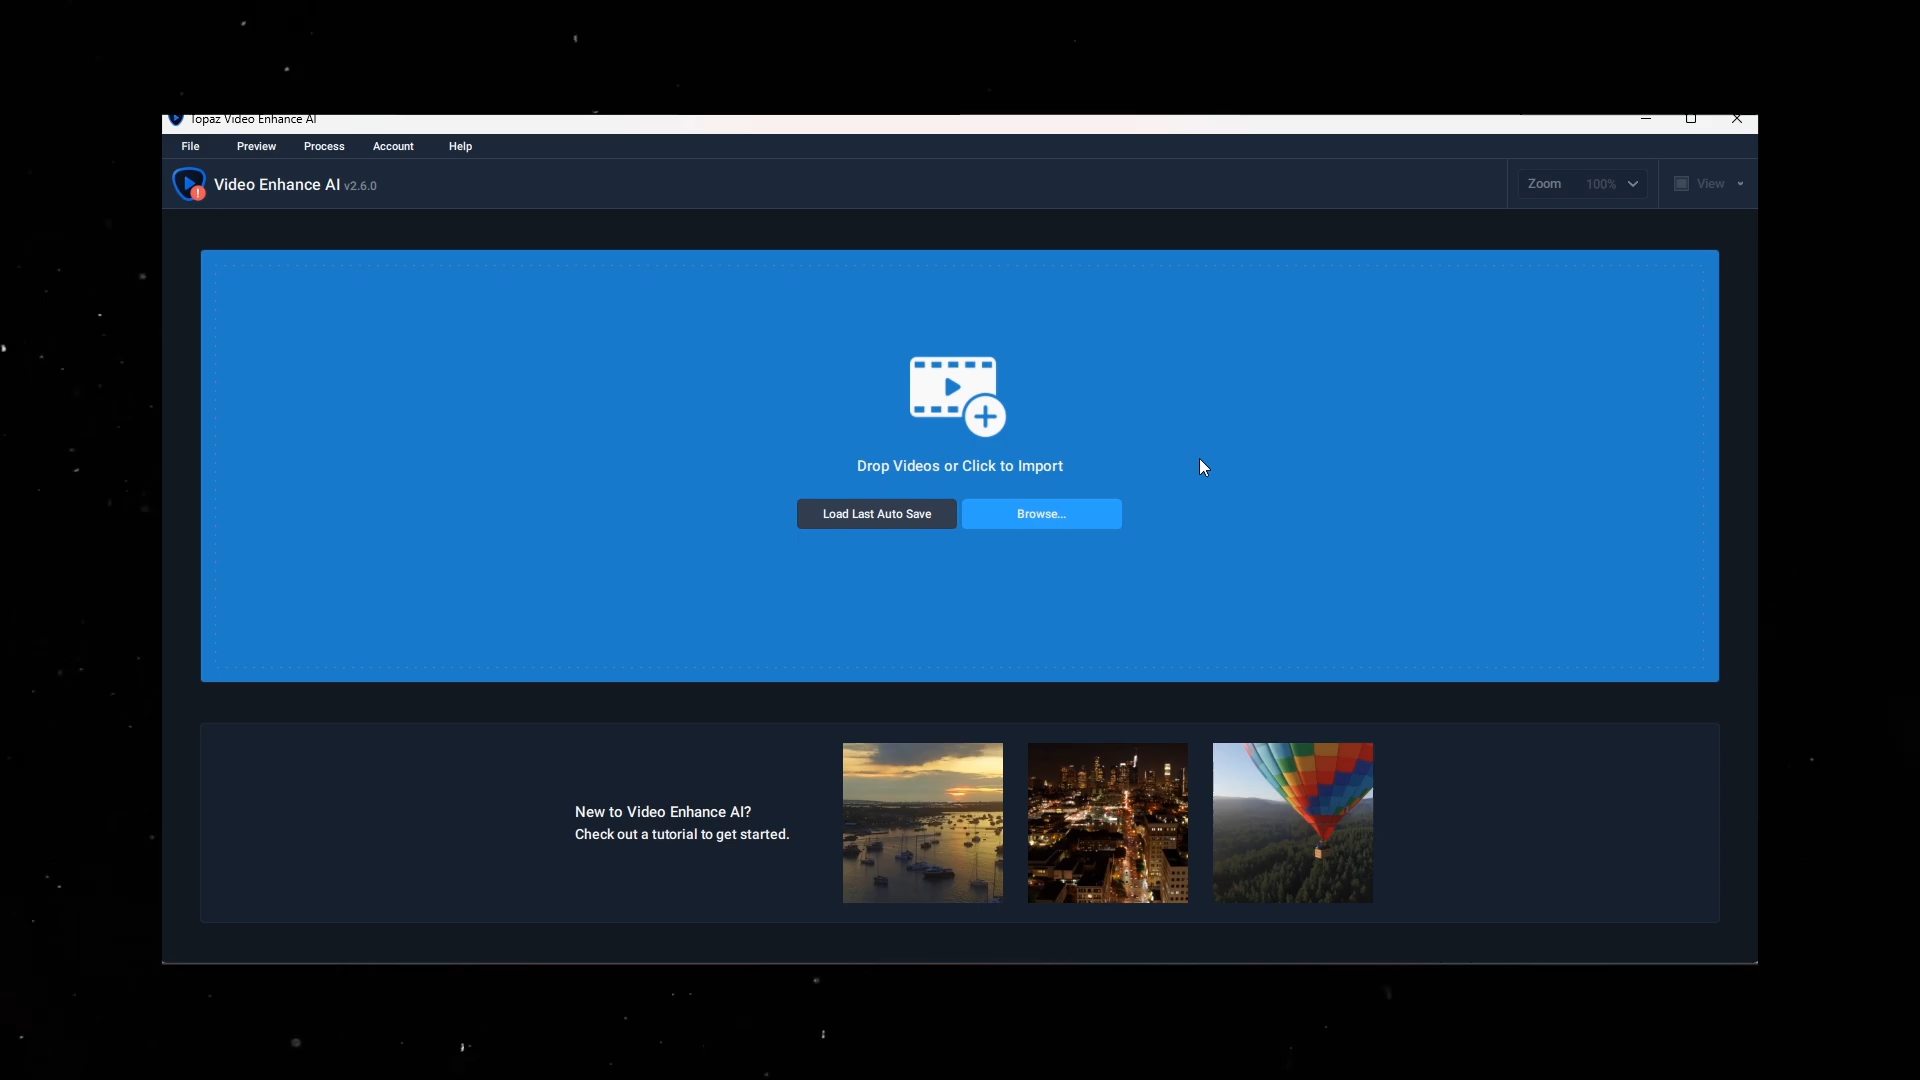 Topaz Video Enhance AI
File Preview Process Account Help
Video Enhance AI v2.6.0
Zoom 100% View
Drop Videos or Click to Import
Load Last Auto Save Browse...
New to Video Enhance AI?
Check out a tutorial to get started.